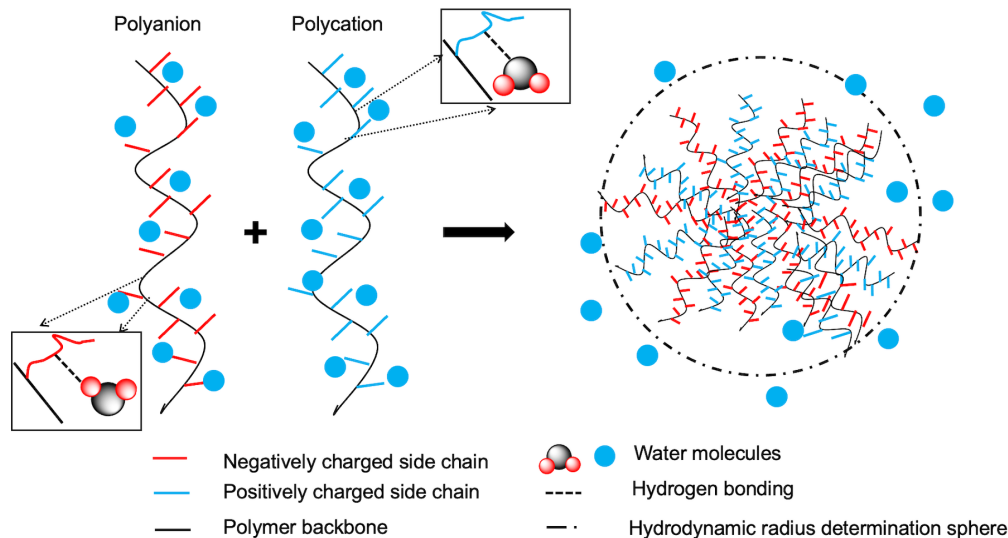 Polyanion
Polycation
Negatively charged side chain
Positively charged side chain
Polymer backbone
Water molecules
Hydrogen bonding
Hydrodynamic radius determination sphere